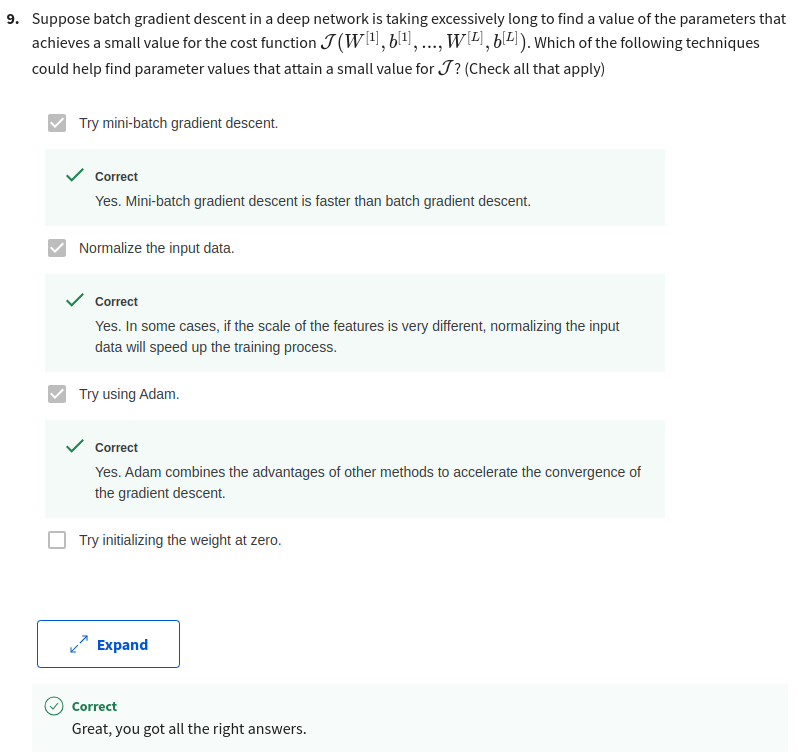 9. Suppose batch gradient descent in a deep network is taking excessively long to find a value of the parameters that
achieves a small value for the cost function 𝒥(W^[1], b^[1], ..., W^[L], b^[L]). Which of the following techniques
could help find parameter values that attain a small value for 𝒥? (Check all that apply)
Try mini-batch gradient descent.
Correct
Yes. Mini-batch gradient descent is faster than batch gradient descent.
Normalize the input data.
Correct
Yes. In some cases, if the scale of the features is very different, normalizing the input
data will speed up the training process.
Try using Adam.
Correct
Yes. Adam combines the advantages of other methods to accelerate the convergence of
the gradient descent.
Try initializing the weight at zero.
Expand
Correct
Great, you got all the right answers.